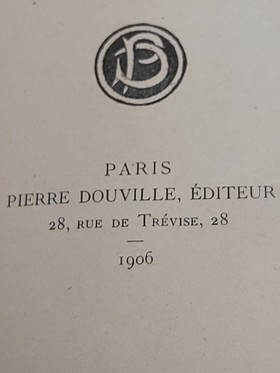 PARIS
PIERRE DOUVILLE, ÉDITEUR
28, RUE DE TRÉVISE, 28
1906